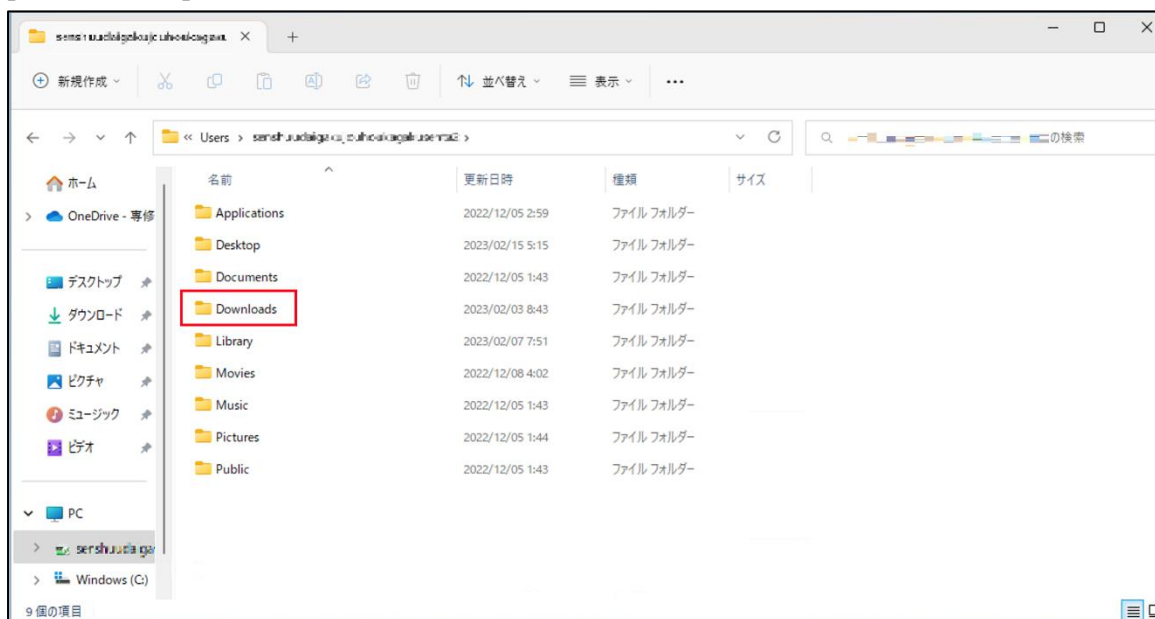 新規作成 並べ替え 表示 •••
« Users ›
の検索
名前 更新日時 種類 サイズ
ホーム
OneDrive - 専修
デスクトップ
ダウンロード
ドキュメント
ピクチャ
ミュージック
ビデオ
PC
Windows (C:)
Applications 2022/12/05 2:59 ファイル フォルダー
Desktop 2023/02/15 5:15 ファイル フォルダー
Documents 2022/12/05 1:43 ファイル フォルダー
Downloads 2023/02/03 8:43 ファイル フォルダー
Library 2023/02/07 7:51 ファイル フォルダー
Movies 2022/12/08 4:02 ファイル フォルダー
Music 2022/12/05 1:43 ファイル フォルダー
Pictures 2022/12/05 1:44 ファイル フォルダー
Public 2022/12/05 1:43 ファイル フォルダー
9 個の項目